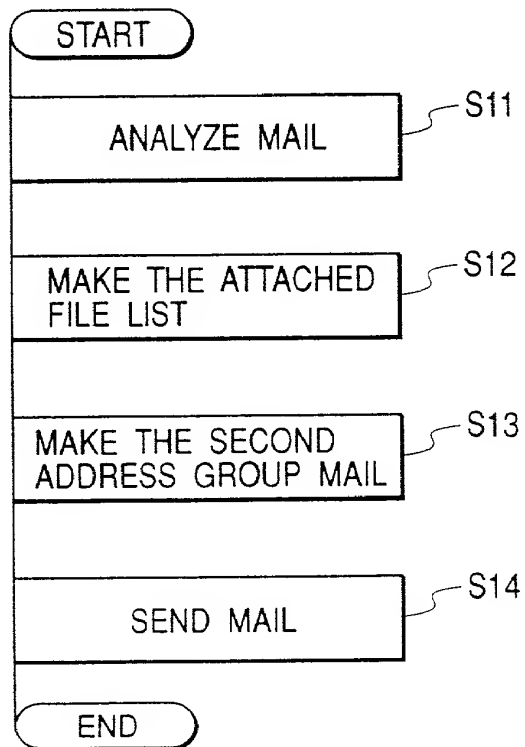 START
ANALYZE MAIL
S11
MAKE THE ATTACHED
FILE LIST
S12
MAKE THE SECOND
ADDRESS GROUP MAIL
S13
SEND MAIL
S14
END